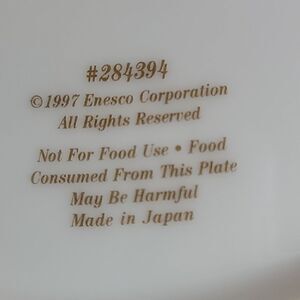 #284394
©1997 Enesco Corporation
All Rights Reserved
Not For Food Use • Food
Consumed From This Plate
May Be Harmful
Made in Japan